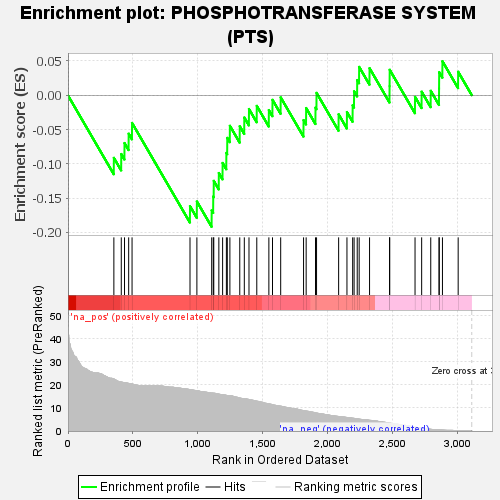 Enrichment plot: PHOSPHOTRANSFERASE SYSTEM
(PTS)
Enrichment score (ES)
0.05
0.00
-0.05
-0.10
-0.15
-0.20
Ranked list metric (PreRanked)
50
40
30
20
10
0
'na_pos' (positively correlated)
Zero cross at 3
'na_neg' (negatively correlated)
0 500 1,000 1,500 2,000 2,500 3,000
Rank in Ordered Dataset
Enrichment profile Hits Ranking metric scores